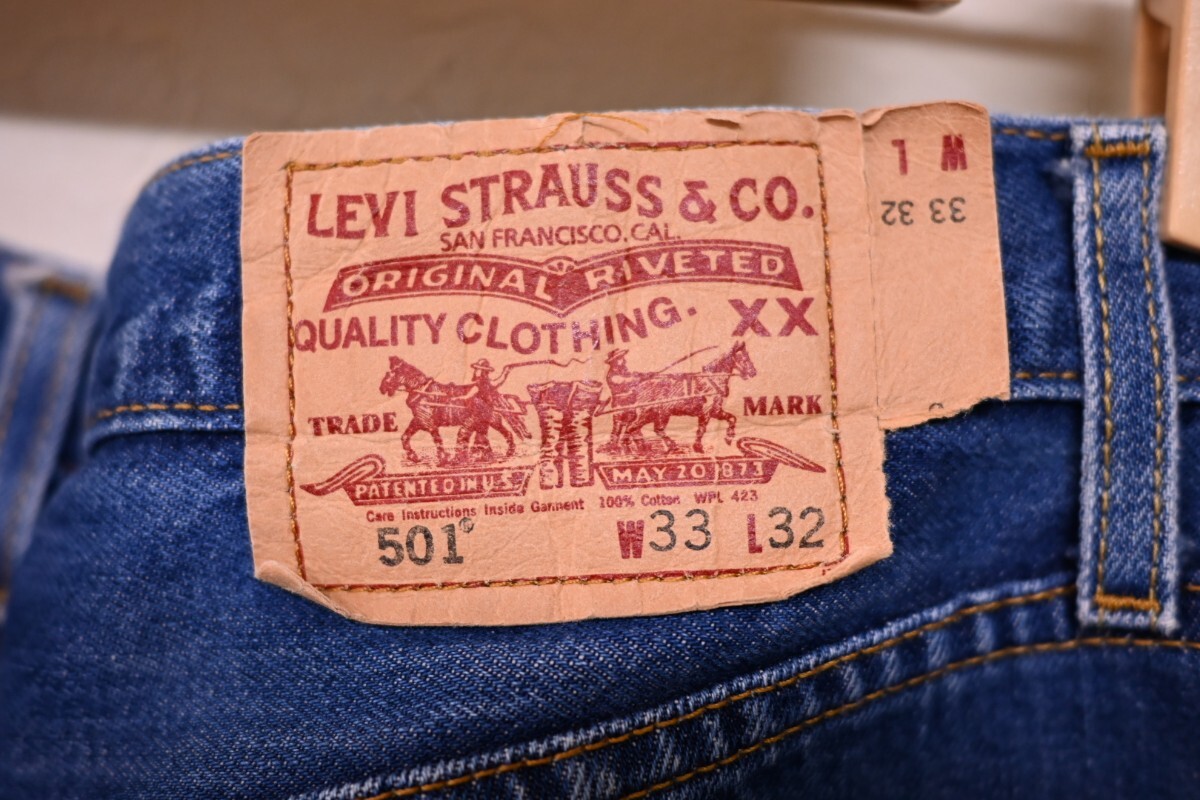 LEVI STRAUSS & CO.
SAN FRANCISCO, CAL.
ORIGINAL RIVETED
QUALITY CLOTHING. XX
TRADE MARK
PATENTED IN U.S. MAY 20 1873
Care Instructions Inside Garment 100% Cotton WPL 423
501® W33 L32
L W
33 32